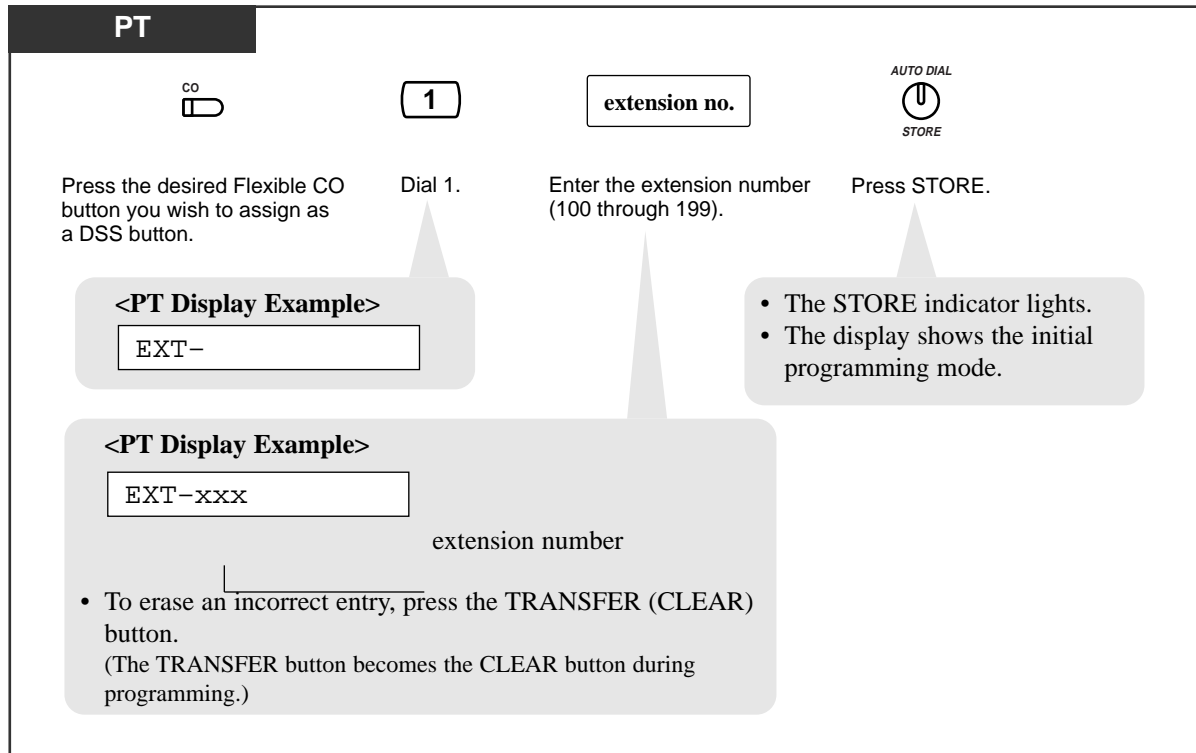 PT
CO
1
extension no.
AUTO DIAL
STORE
Press the desired Flexible CO
button you wish to assign as
a DSS button.
Dial 1.
Enter the extension number
(100 through 199).
Press STORE.
<PT Display Example>
EXT–
• The STORE indicator lights.
• The display shows the initial
programming mode.
<PT Display Example>
EXT–xxx
extension number
• To erase an incorrect entry, press the TRANSFER (CLEAR)
button.
(The TRANSFER button becomes the CLEAR button during
programming.)